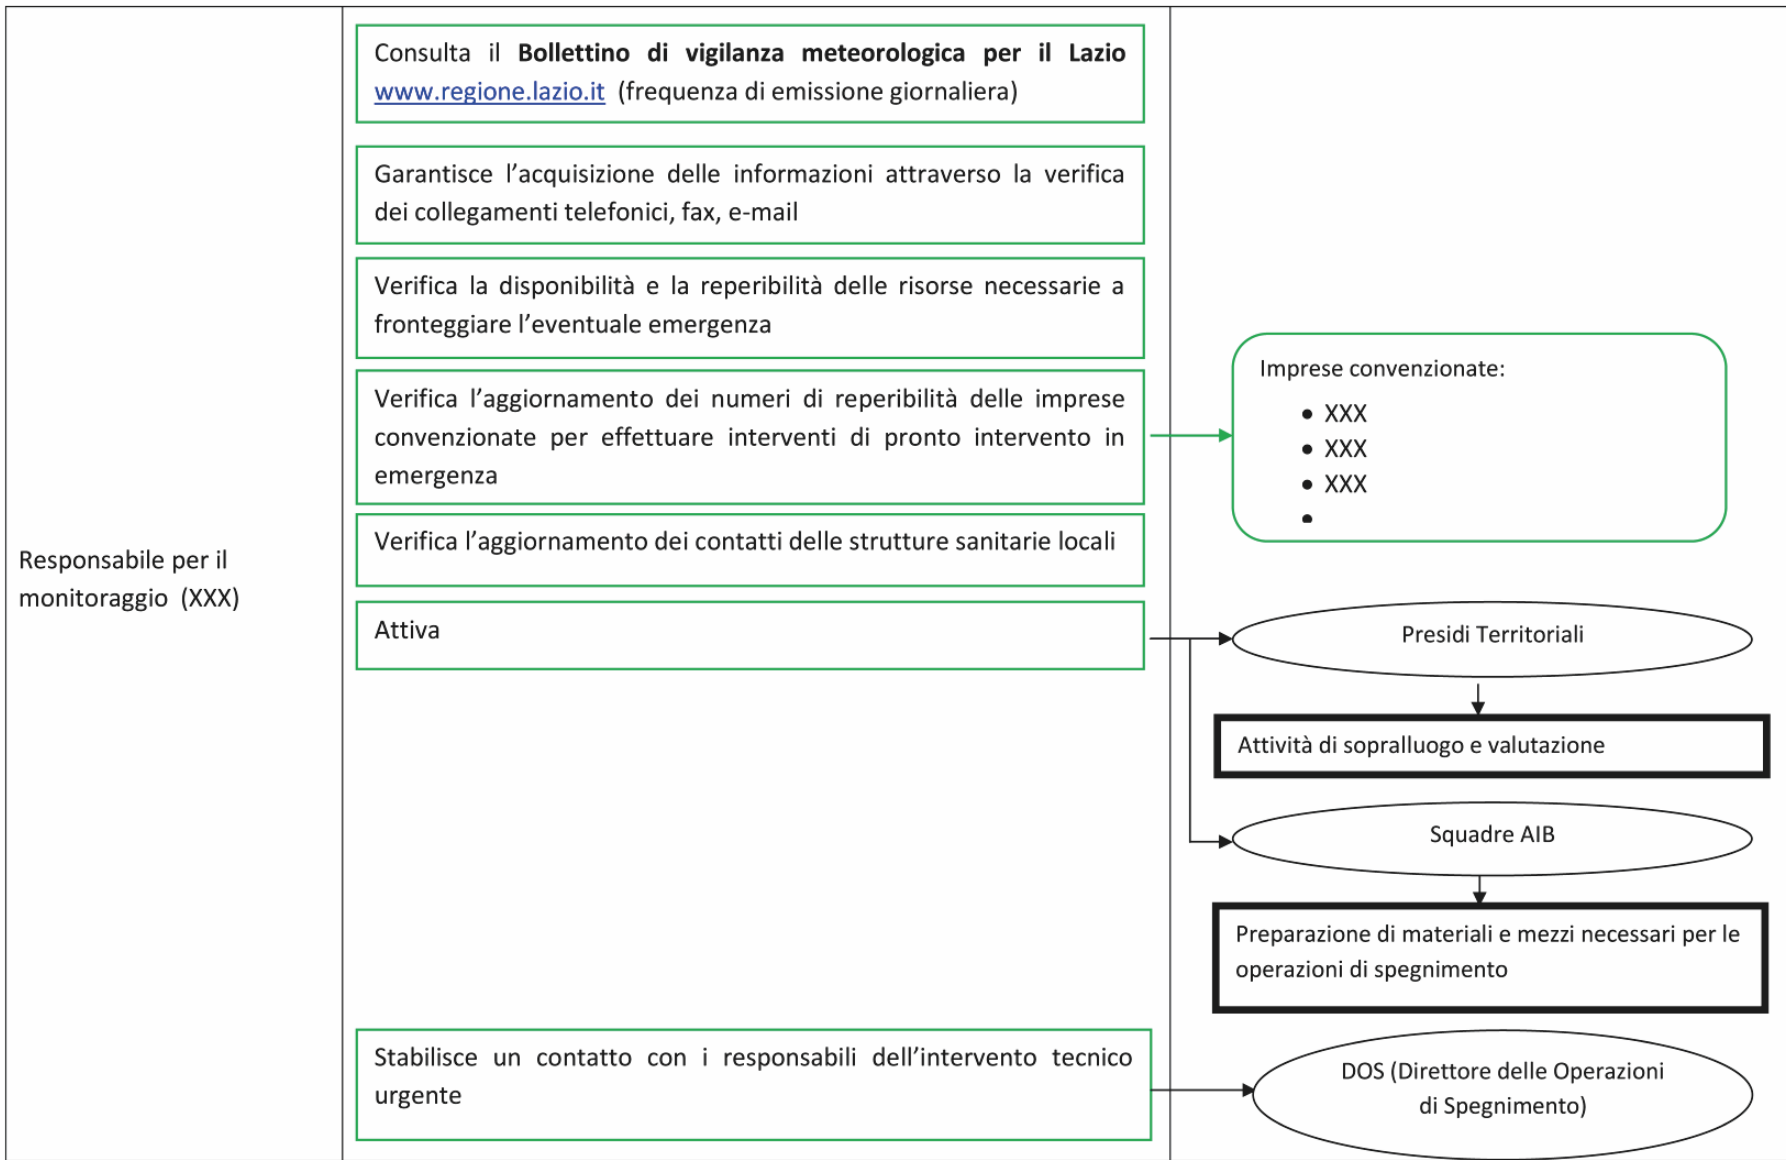 Responsabile per il
monitoraggio (XXX)
Consulta il Bollettino di vigilanza meteorologica per il Lazio
www.regione.lazio.it (frequenza di emissione giornaliera)
Garantisce l'acquisizione delle informazioni attraverso la verifica
dei collegamenti telefonici, fax, e-mail
Verifica la disponibilità e la reperibilità delle risorse necessarie a
fronteggiare l'eventuale emergenza
Verifica l'aggiornamento dei numeri di reperibilità delle imprese
convenzionate per effettuare interventi di pronto intervento in
emergenza
Imprese convenzionate:
• XXX
• XXX
• XXX
•
Verifica l'aggiornamento dei contatti delle strutture sanitarie locali
Attiva
Presidi Territoriali
Attività di sopralluogo e valutazione
Squadre AIB
Preparazione di materiali e mezzi necessari per le
operazioni di spegnimento
Stabilisce un contatto con i responsabili dell'intervento tecnico
urgente
DOS (Direttore delle Operazioni
di Spegnimento)